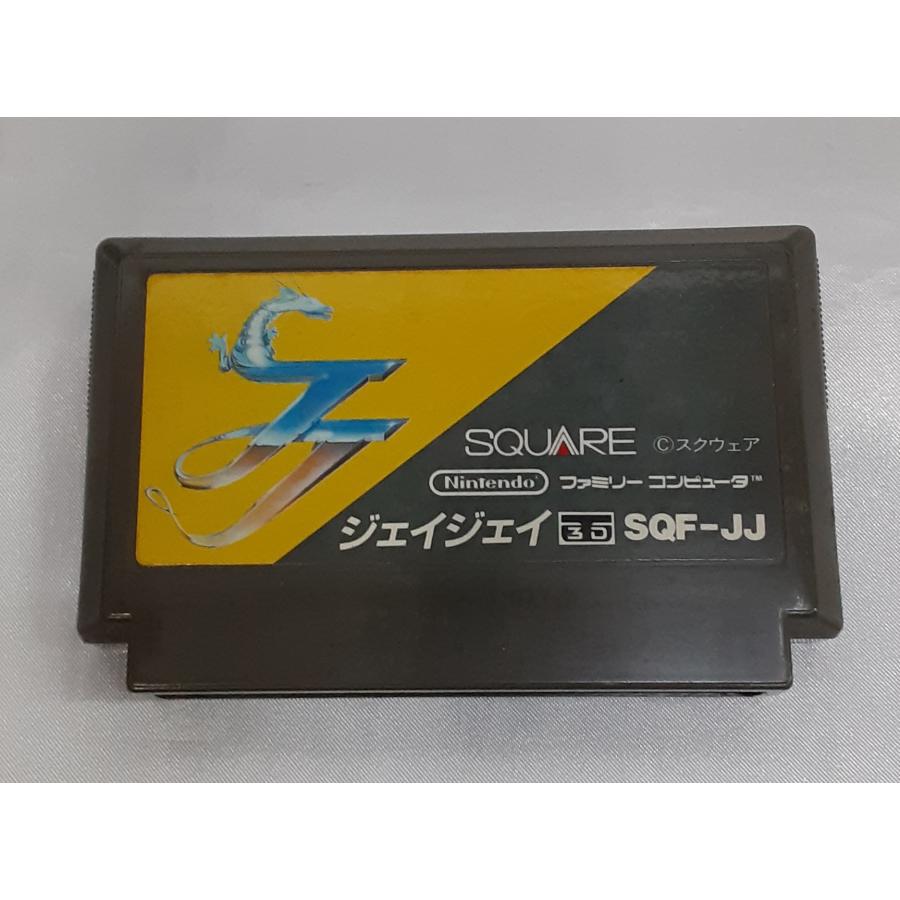 JJ
SQUARE ©スクウェア
Nintendo ファミリー コンピュータ™
ジェイジェイ 3D SQF-JJ